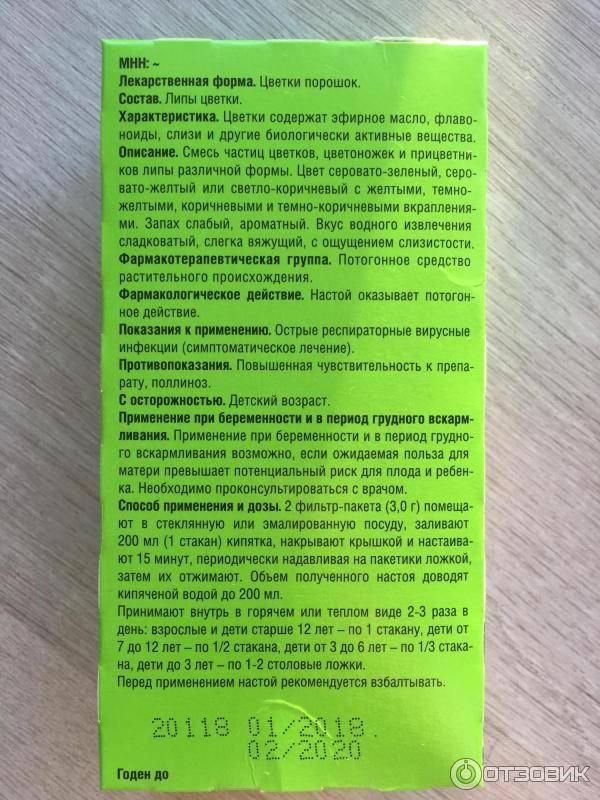 МНН: ~
Лекарственная форма. Цветки порошок.
Состав. Липы цветки.
Характеристика. Цветки содержат эфирное масло, флаво-
ноиды, слизи и другие биологически активные вещества.
Описание. Смесь частиц цветков, цветоножек и прицветни-
ков липы различной формы. Цвет серовато-зеленый, серо-
вато-желтый или светло-коричневый с желтыми, темно-
желтыми, коричневыми и темно-коричневыми вкрапления-
ми. Запах слабый, ароматный. Вкус водного извлечения
сладковатый, слегка вяжущий, с ощущением слизистости.
Фармакотерапевтическая группа. Потогонное средство
растительного происхождения.
Фармакологическое действие. Настой оказывает потогон-
ное действие.
Показания к применению. Острые респираторные вирусные
инфекции (симптоматическое лечение).
Противопоказания. Повышенная чувствительность к препа-
рату, поллиноз.
С осторожностью. Детский возраст.
Применение при беременности и в период грудного вскарм-
ливания. Применение при беременности и в период грудно-
го вскармливания возможно, если ожидаемая польза для
матери превышает потенциальный риск для плода и ребен-
ка. Необходимо проконсультироваться с врачом.
Способ применения и дозы. 2 фильтр-пакета (3,0 г) помеща-
ют в стеклянную или эмалированную посуду, заливают
200 мл (1 стакан) кипятка, накрывают крышкой и настаива-
ют 15 минут, периодически надавливая на пакетики ложкой,
затем их отжимают. Объем полученного настоя доводят
кипяченой водой до 200 мл.
Принимают внутрь в горячем или теплом виде 2-3 раза в
день: взрослые и дети старше 12 лет – по 1 стакану, дети от
7 до 12 лет – по 1/2 стакана, дети от 3 до 6 лет – по 1/3 стака-
на, дети до 3 лет – по 1-2 столовые ложки.
Перед применением настой рекомендуется взбалтывать.
20118 01/2018.
02/2020
Годен до
ОТЗОВИК